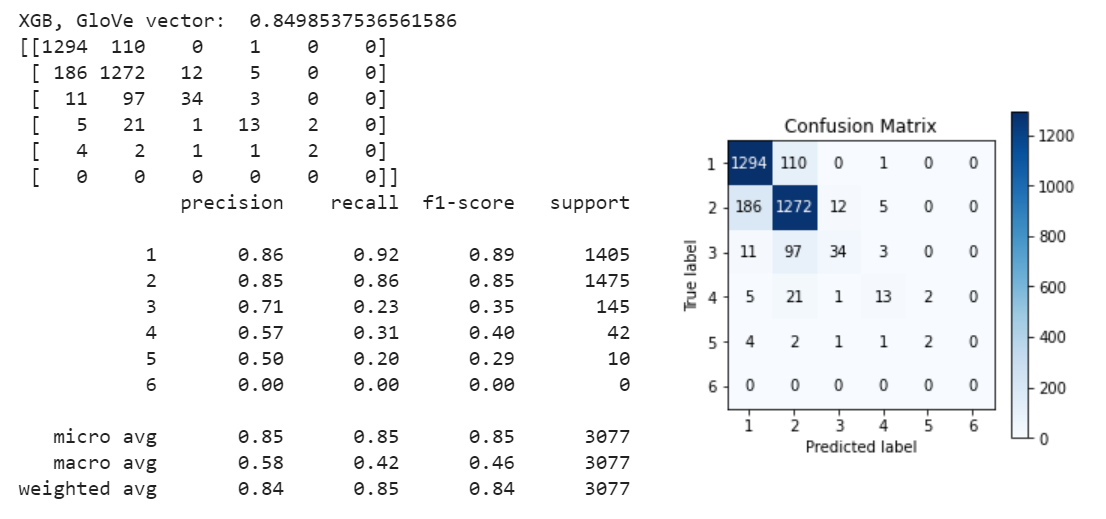 XGB, GloVe vector:  0.8498537536561586
[[1294  110    0    1    0    0]
 [ 186 1272   12    5    0    0]
 [  11   97   34    3    0    0]
 [   5   21    1   13    2    0]
 [   4    2    1    1    2    0]
 [   0    0    0    0    0    0]]
precision recall f1-score support
1 0.86 0.92 0.89 1405
2 0.85 0.86 0.85 1475
3 0.71 0.23 0.35 145
4 0.57 0.31 0.40 42
5 0.50 0.20 0.29 10
6 0.00 0.00 0.00 0
micro avg 0.85 0.85 0.85 3077
macro avg 0.58 0.42 0.46 3077
weighted avg 0.84 0.85 0.84 3077
Confusion Matrix
True label
1 1294 110 0 1 0 0
2 186 1272 12 5 0 0
3 11 97 34 3 0 0
4 5 21 1 13 2 0
5 4 2 1 1 2 0
6 0 0 0 0 0 0
1 2 3 4 5 6
Predicted label
1200
1000
800
600
400
200
0